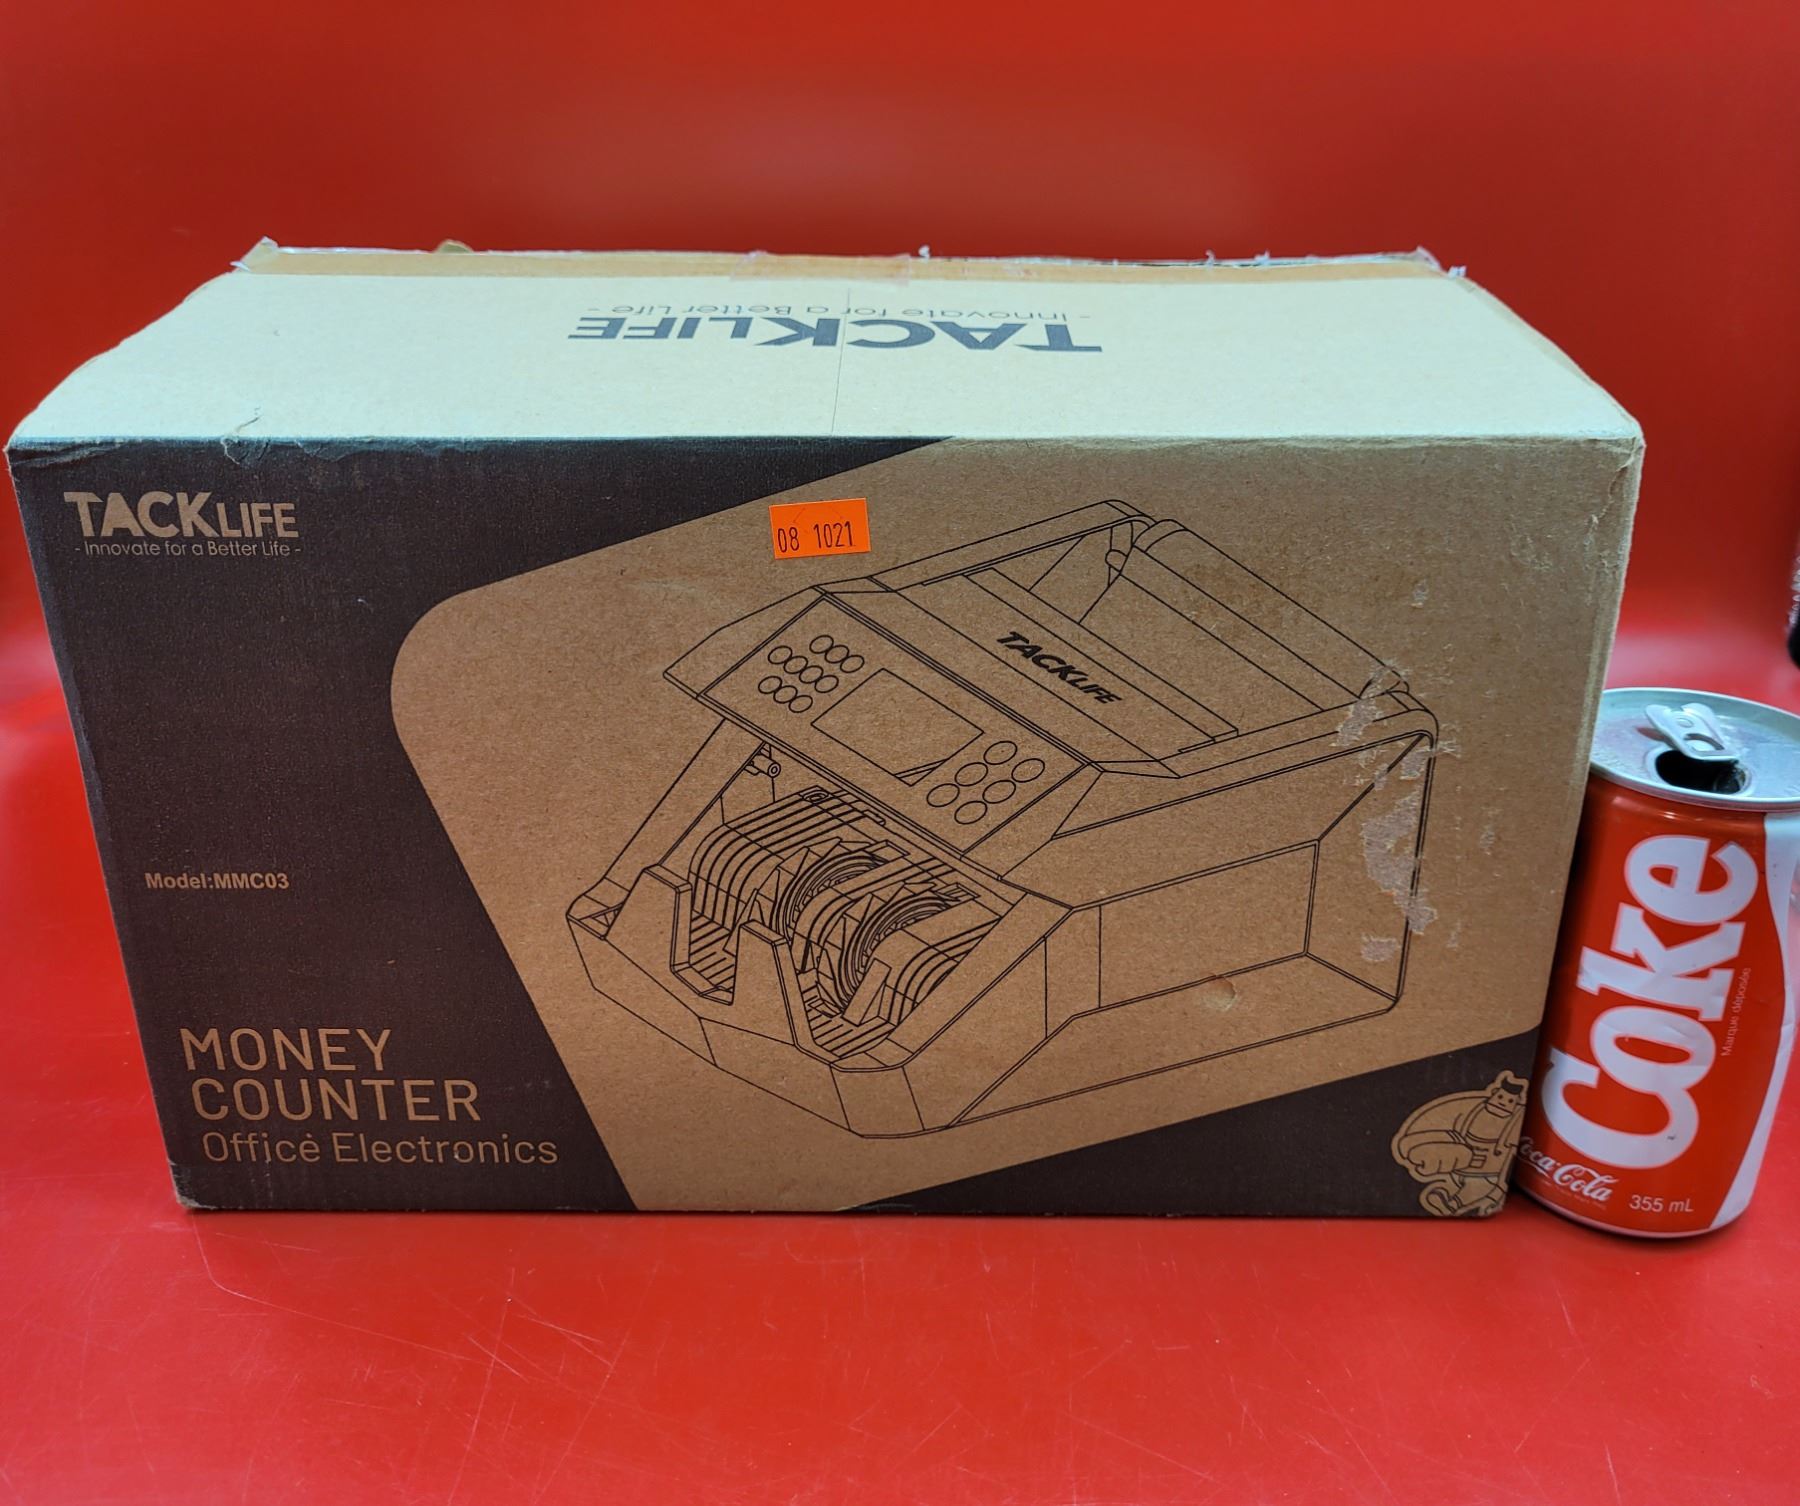 - Innovate for a Better Life -
TACKLIFE
TACKLIFE
- Innovate for a Better Life -
08 1021
TACKLIFE
Model:MMC03
MONEY
COUNTER
Office Electronics
Coke
Marque déposée
Coca-Cola
355 mL